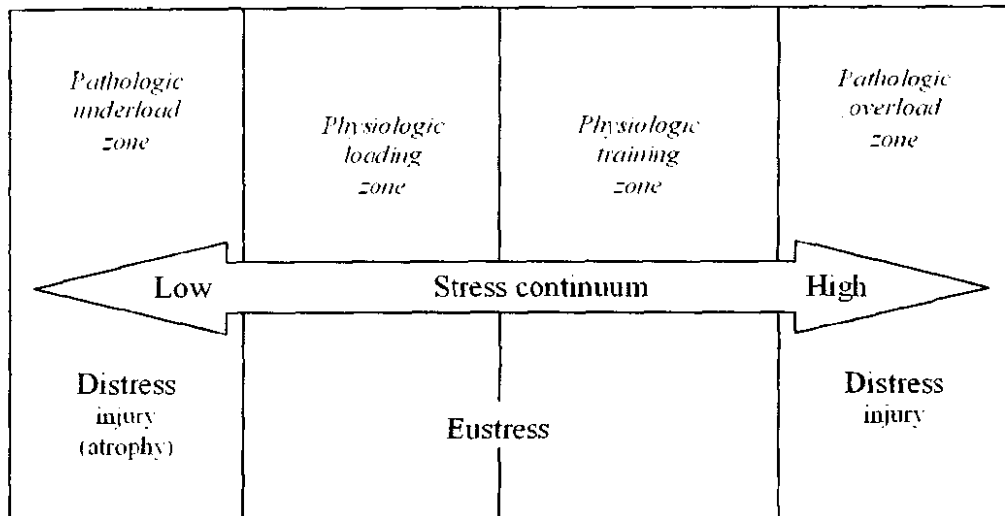 Pathologic
underload
zone
Physiologic
loading
zone
Physiologic
training
zone
Pathologic
overload
zone
Low
Stress continuum
High
Distress
injury
(atrophy)
Eustress
Distress
injury